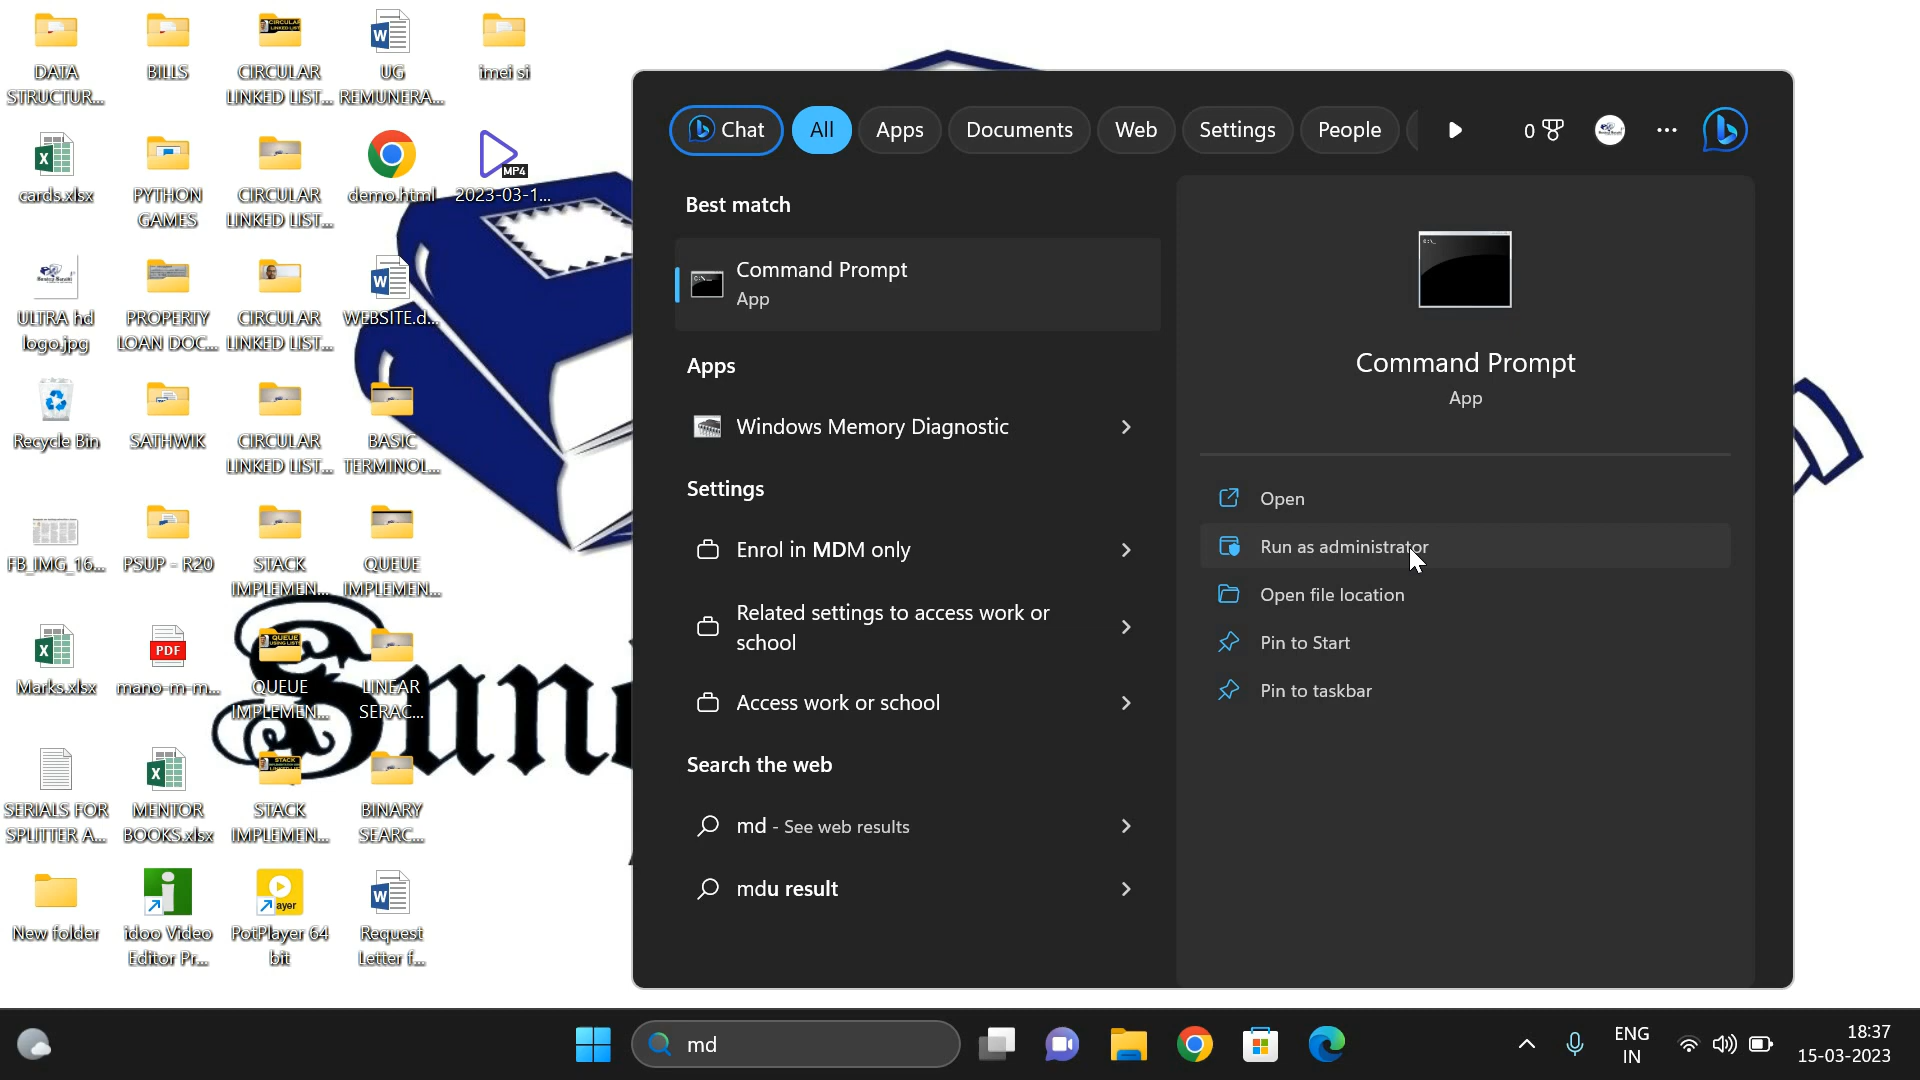 DATA
STRUCTUR...
BILLS
CIRCULAR
LINKED LIST...
UG
REMUNERA...
imei si
cards.xlsx
PYTHON
GAMES
CIRCULAR
LINKED LIST...
demo.html
MP4
2023-03-1...
ULTRA hd
logo.jpg
PROPERTY
LOAN DOC...
CIRCULAR
LINKED LIST...
WEBSITE.d...
Recycle Bin
SATHWIK
CIRCULAR
LINKED LIST...
BASIC
TERMINOL...
FB_IMG_16...
PSUP - R20
STACK
IMPLEMEN...
QUEUE
IMPLEMEN...
Marks.xlsx
PDF
mano-m-m...
QUEUE
IMPLEMEN...
LINEAR
SERAC...
SERIALS FOR
SPLITTER A...
MENTOR
BOOKS.xlsx
STACK
IMPLEMEN...
BINARY
SEARC...
New folder
idoo Video
Editor Pr...
PotPlayer 64
bit
Request
Letter f...
Chat
All
Apps
Documents
Web
Settings
People
0
Best match
Command Prompt
App
Apps
Windows Memory Diagnostic
Settings
Enrol in MDM only
Related settings to access work or
school
Access work or school
Search the web
md - See web results
mdu result
Command Prompt
App
Open
Run as administrator
Open file location
Pin to Start
Pin to taskbar
md
ENG
IN
18:37
15-03-2023